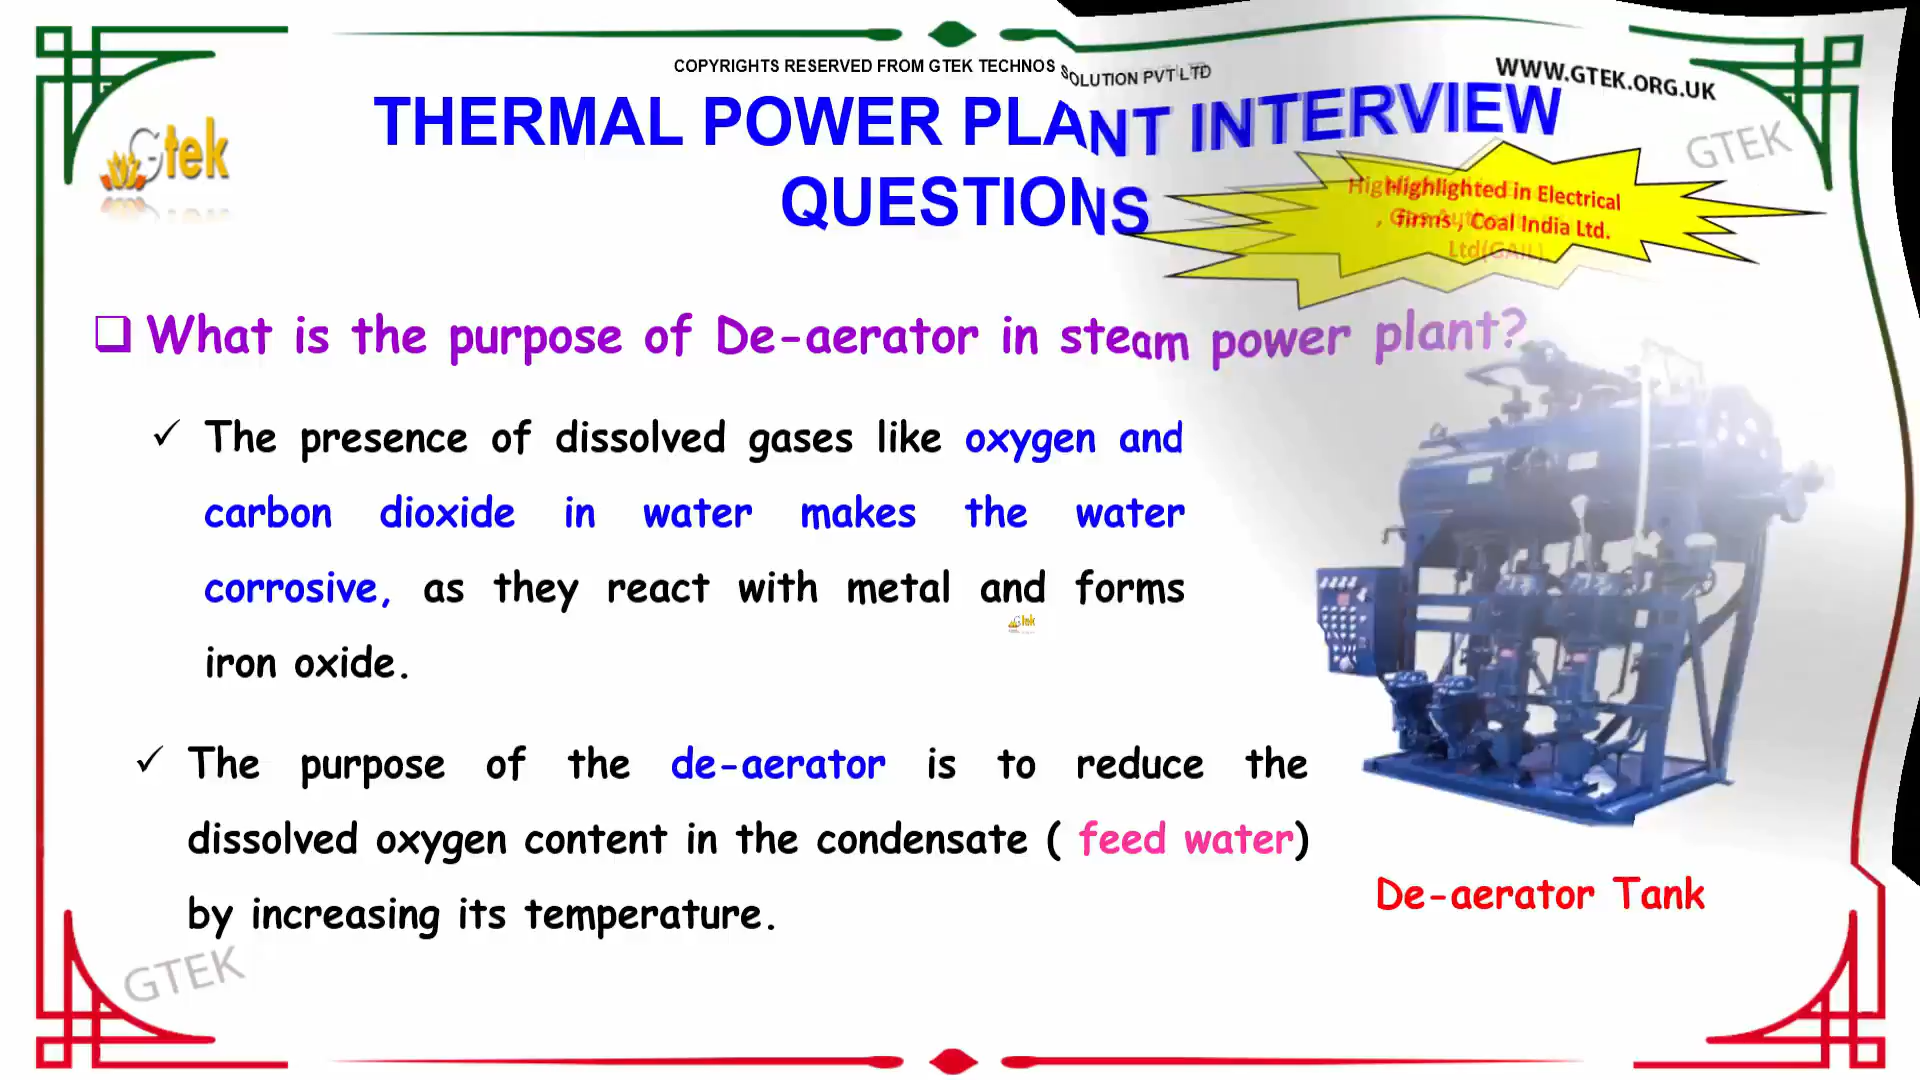 COPYRIGHTS RESERVED FROM GTEK TECHNOS SOLUTION PVT LTD
WWW.GTEK.ORG.UK
GTEK
Gtek
THERMAL POWER PLANT INTERVIEW
QUESTIONS
Highlighted in Electrical
firms , Coal India Ltd.
Ltd(GAIL)
❑ What is the purpose of De-aerator in steam power plant?
✓ The presence of dissolved gases like oxygen and
carbon dioxide in water makes the water
corrosive, as they react with metal and forms
Gtek
iron oxide.
✓ The purpose of the de-aerator is to reduce the
dissolved oxygen content in the condensate ( feed water)
by increasing its temperature.
De-aerator Tank
GTEK